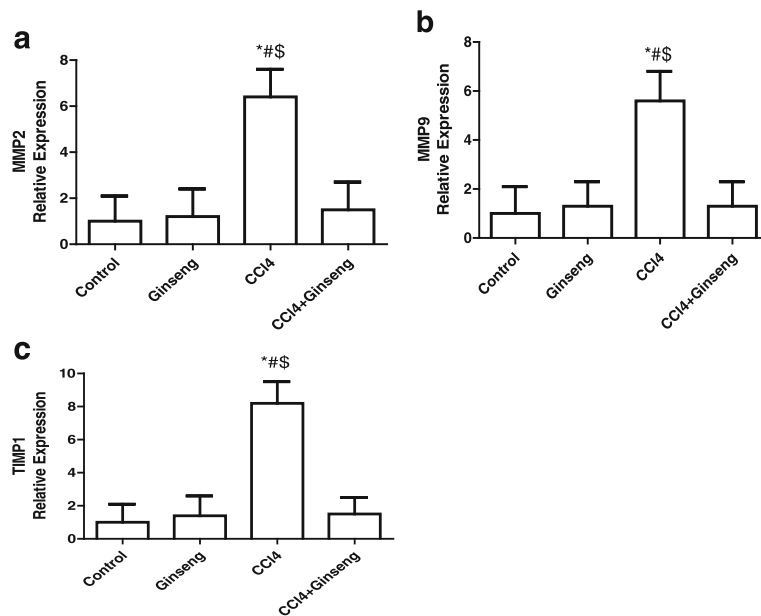 a
*#$
8
6
4
2
0
MMP2
Relative Expression
Control
Ginseng
CCl4
CCl4+Ginseng
b
*#$
8
6
4
2
0
MMP9
Relative Expression
Control
Ginseng
CCl4
CCl4+Ginseng
c
*#$
10
8
6
4
2
0
TIMP1
Relative Expression
Control
Ginseng
CCl4
CCl4+Ginseng